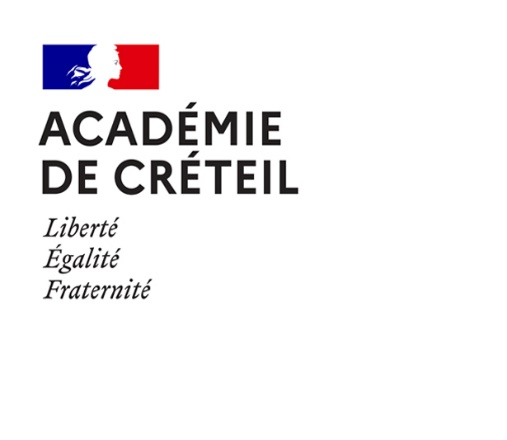 ACADÉMIE
DE CRÉTEIL
Liberté
Égalité
Fraternité